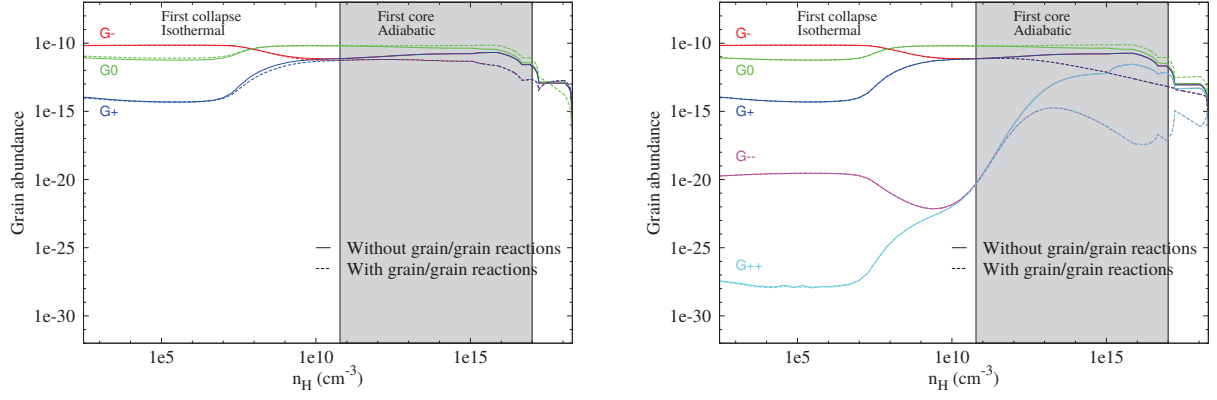 First collapse
Isothermal
First core
Adiabatic
G-
G0
G+
Without grain/grain reactions
With grain/grain reactions
1e-10
1e-15
1e-20
1e-25
1e-30
Grain abundance
1e5
1e10
1e15
n_H (cm^-3)
First collapse
Isothermal
First core
Adiabatic
G-
G0
G+
G--
G++
Without grain/grain reactions
With grain/grain reactions
1e-10
1e-15
1e-20
1e-25
1e-30
Grain abundance
1e5
1e10
1e15
n_H (cm^-3)